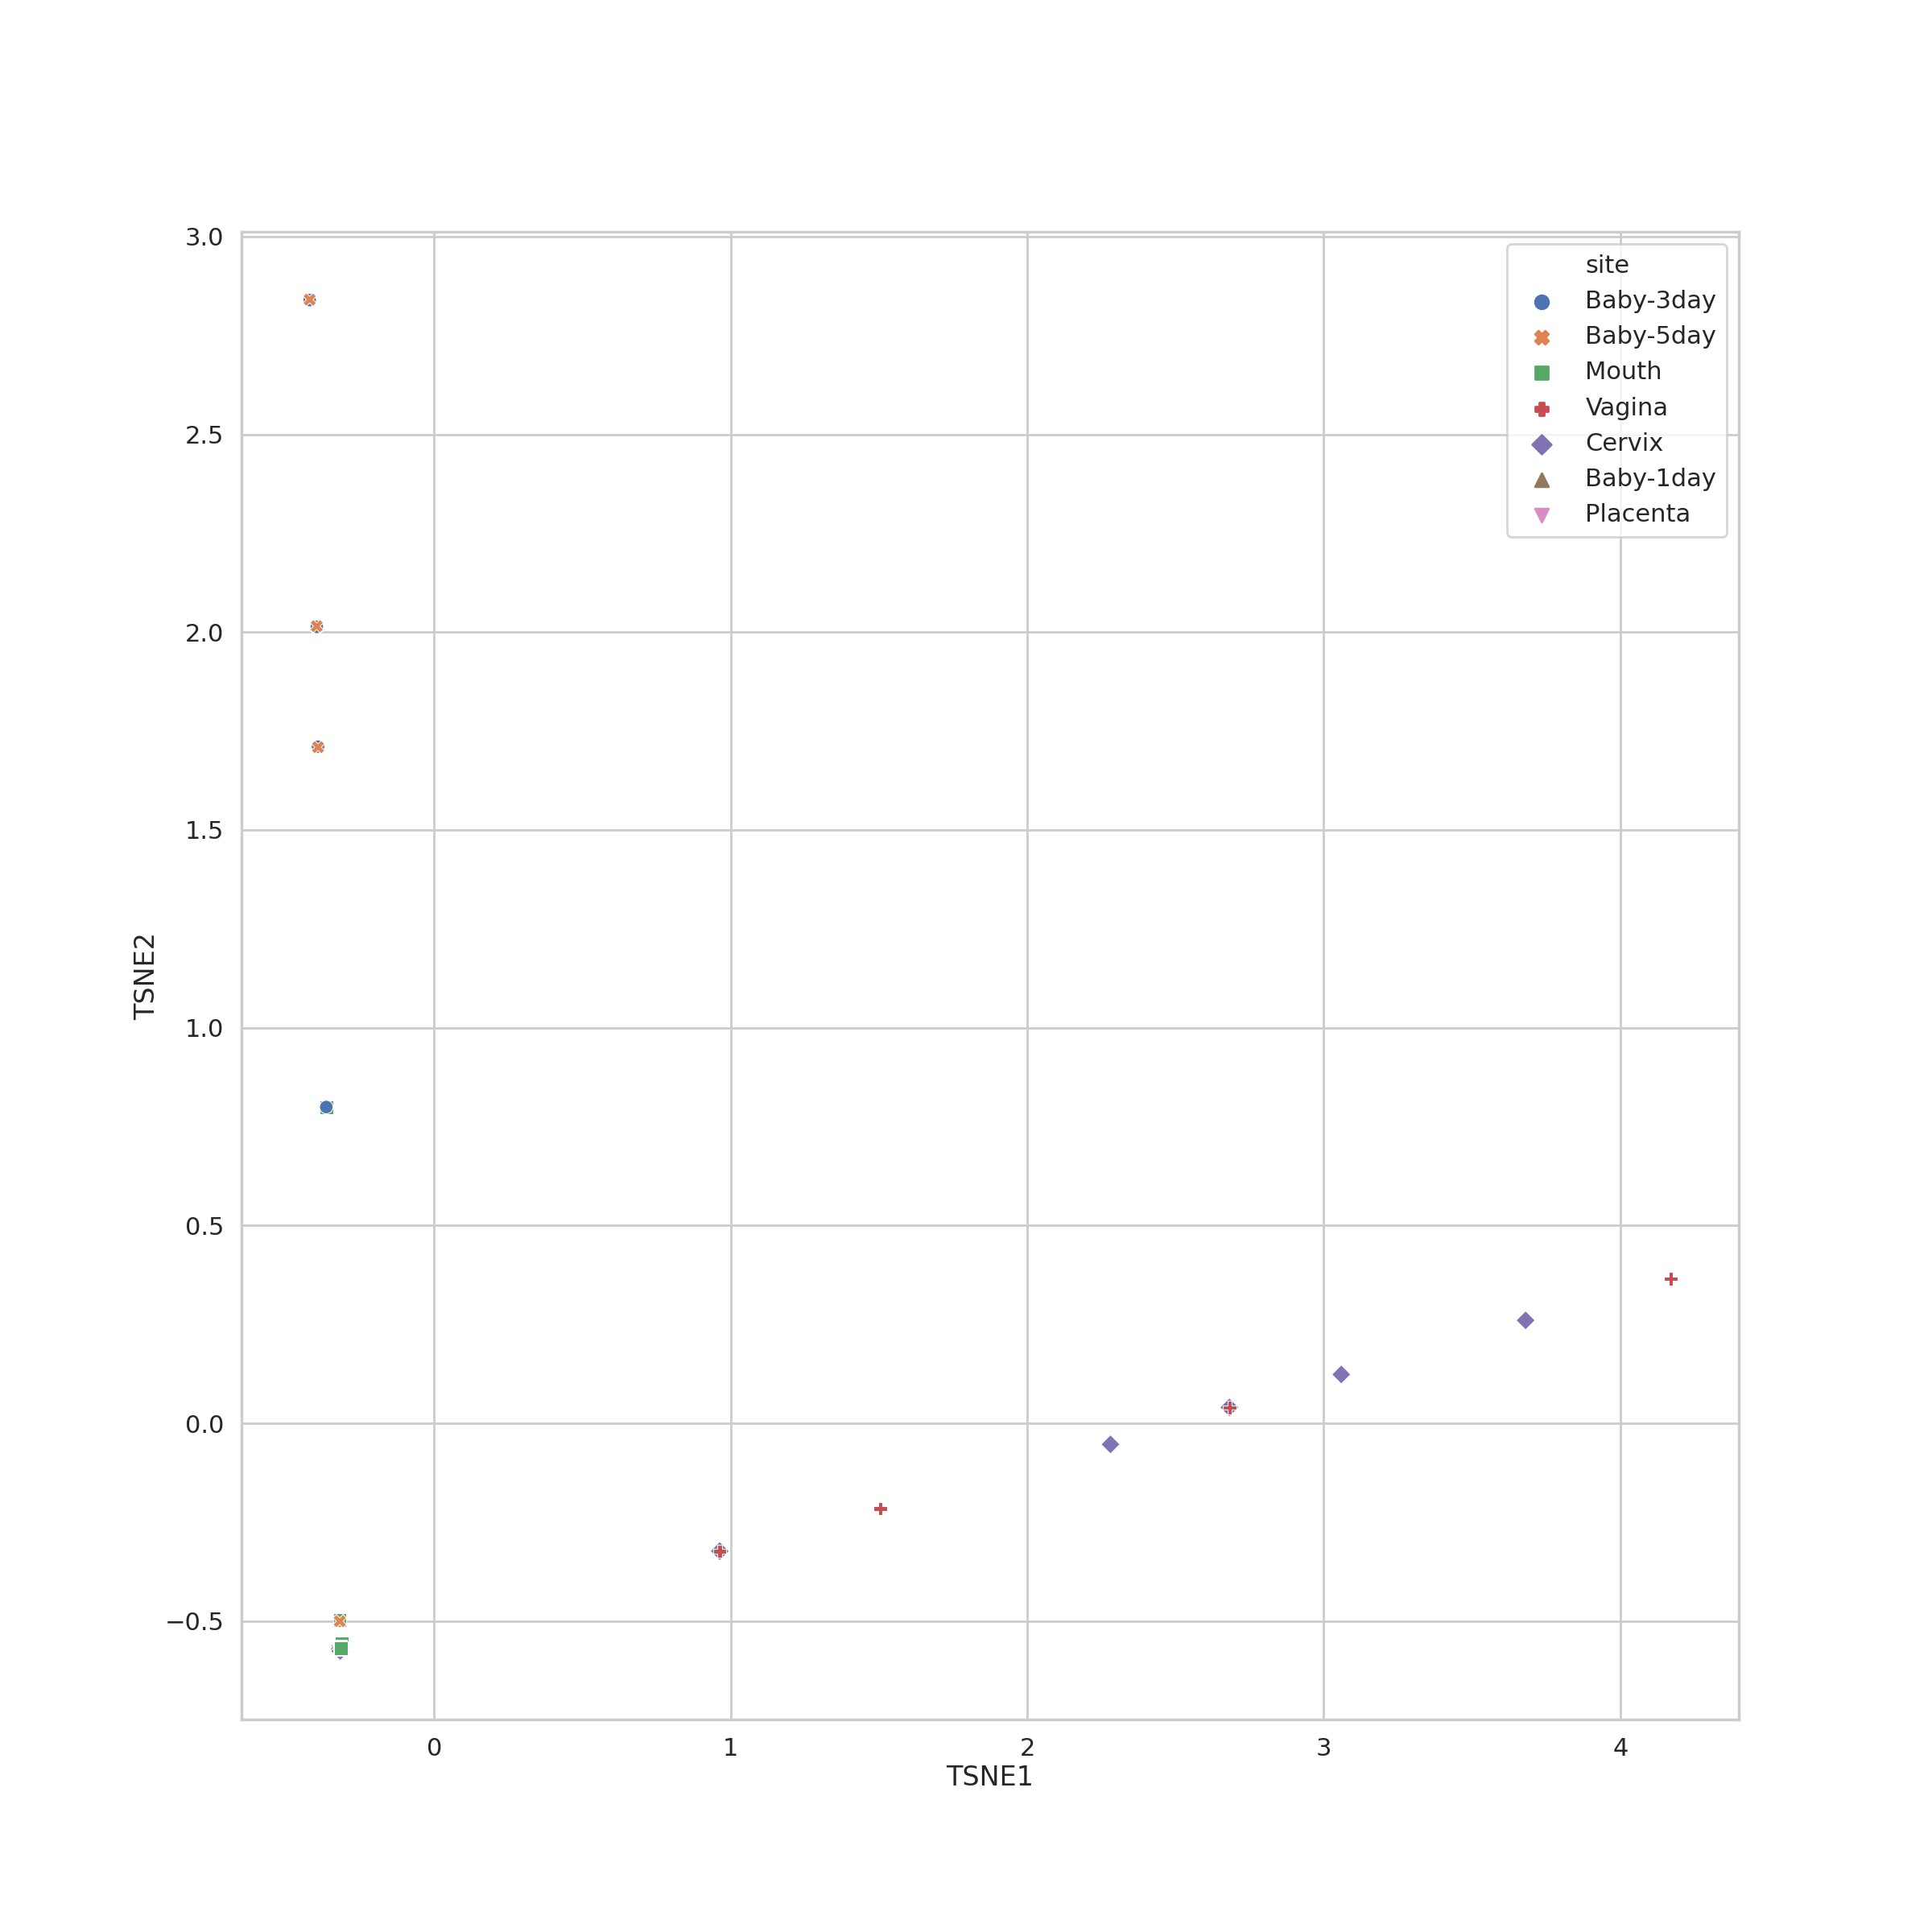 3.0
2.5
2.0
1.5
1.0
0.5
0.0
−0.5
TSNE2
site
Baby-3day
Baby-5day
Mouth
Vagina
Cervix
Baby-1day
Placenta
0 1 2 3 4
TSNE1